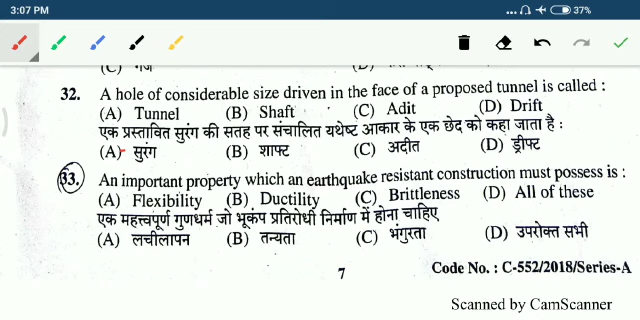 3:07 PM
37%
32. A hole of considerable size driven in the face of a proposed tunnel is called :
(A) Tunnel (B) Shaft (C) Adit (D) Drift
एक प्रस्तावित सुरंग की सतह पर संचालित यथेष्ट आकार के एक छेद को कहा जाता है :
(A) सुरंग (B) शाफ्ट (C) अदीत (D) ड्रीफ्ट
33. An important property which an earthquake resistant construction must possess is :
(A) Flexibility (B) Ductility (C) Brittleness (D) All of these
एक महत्त्वपूर्ण गुणधर्म जो भूकंप प्रतिरोधी निर्माण में होना चाहिए
(A) लचीलापन (B) तन्यता (C) भंगुरता (D) उपरोक्त सभी
7
Code No. : C-552/2018/Series-A
Scanned by CamScanner